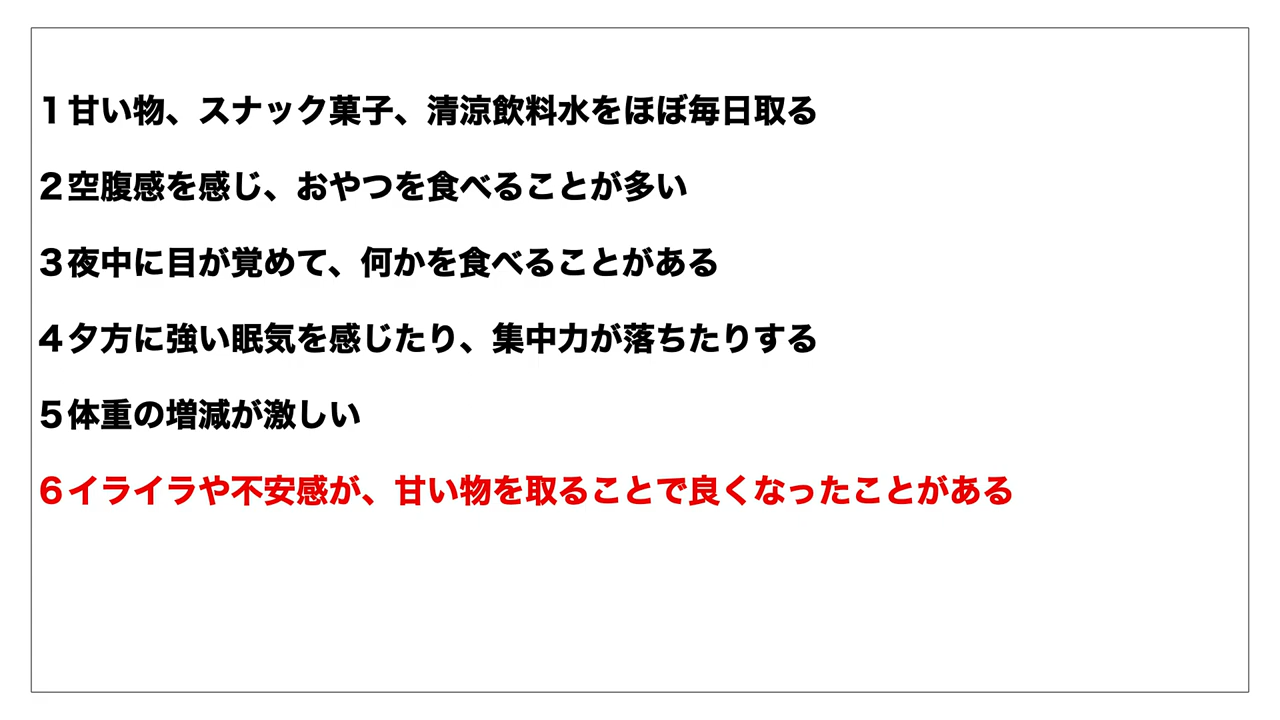 １甘い物、スナック菓子、清涼飲料水をほぼ毎日取る
２空腹感を感じ、おやつを食べることが多い
３夜中に目が覚めて、何かを食べることがある
４夕方に強い眠気を感じたり、集中力が落ちたりする
５体重の増減が激しい
６イライラや不安感が、甘い物を取ることで良くなったことがある